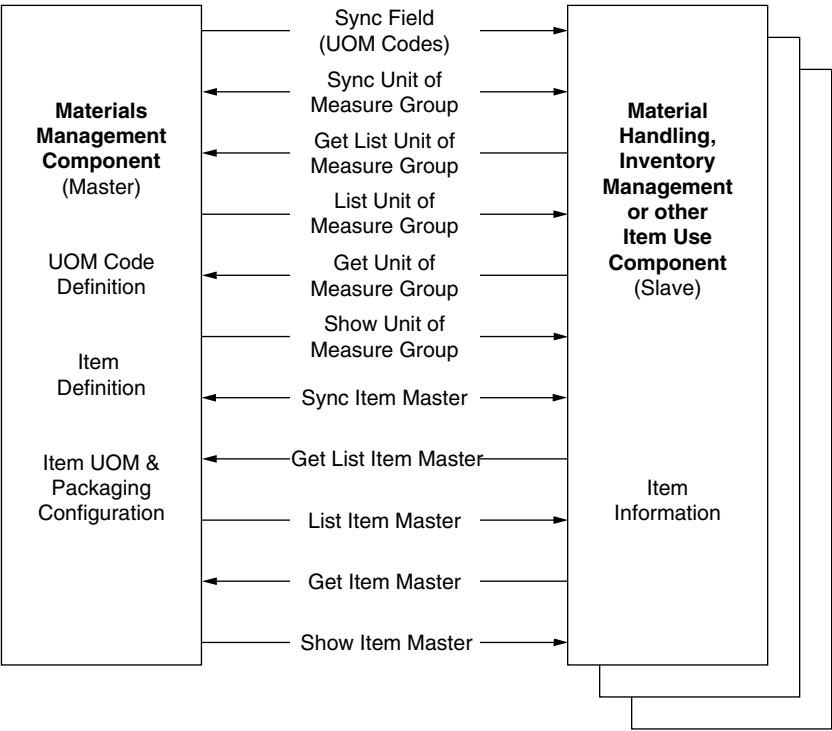 Materials
Management
Component
(Master)
UOM Code
Definition
Item
Definition
Item UOM &
Packaging
Configuration
Sync Field
(UOM Codes)
Sync Unit of
Measure Group
Get List Unit of
Measure Group
List Unit of
Measure Group
Get Unit of
Measure Group
Show Unit of
Measure Group
Sync Item Master
Get List Item Master
List Item Master
Get Item Master
Show Item Master
Material
Handling,
Inventory
Management
or other
Item Use
Component
(Slave)
Item
Information